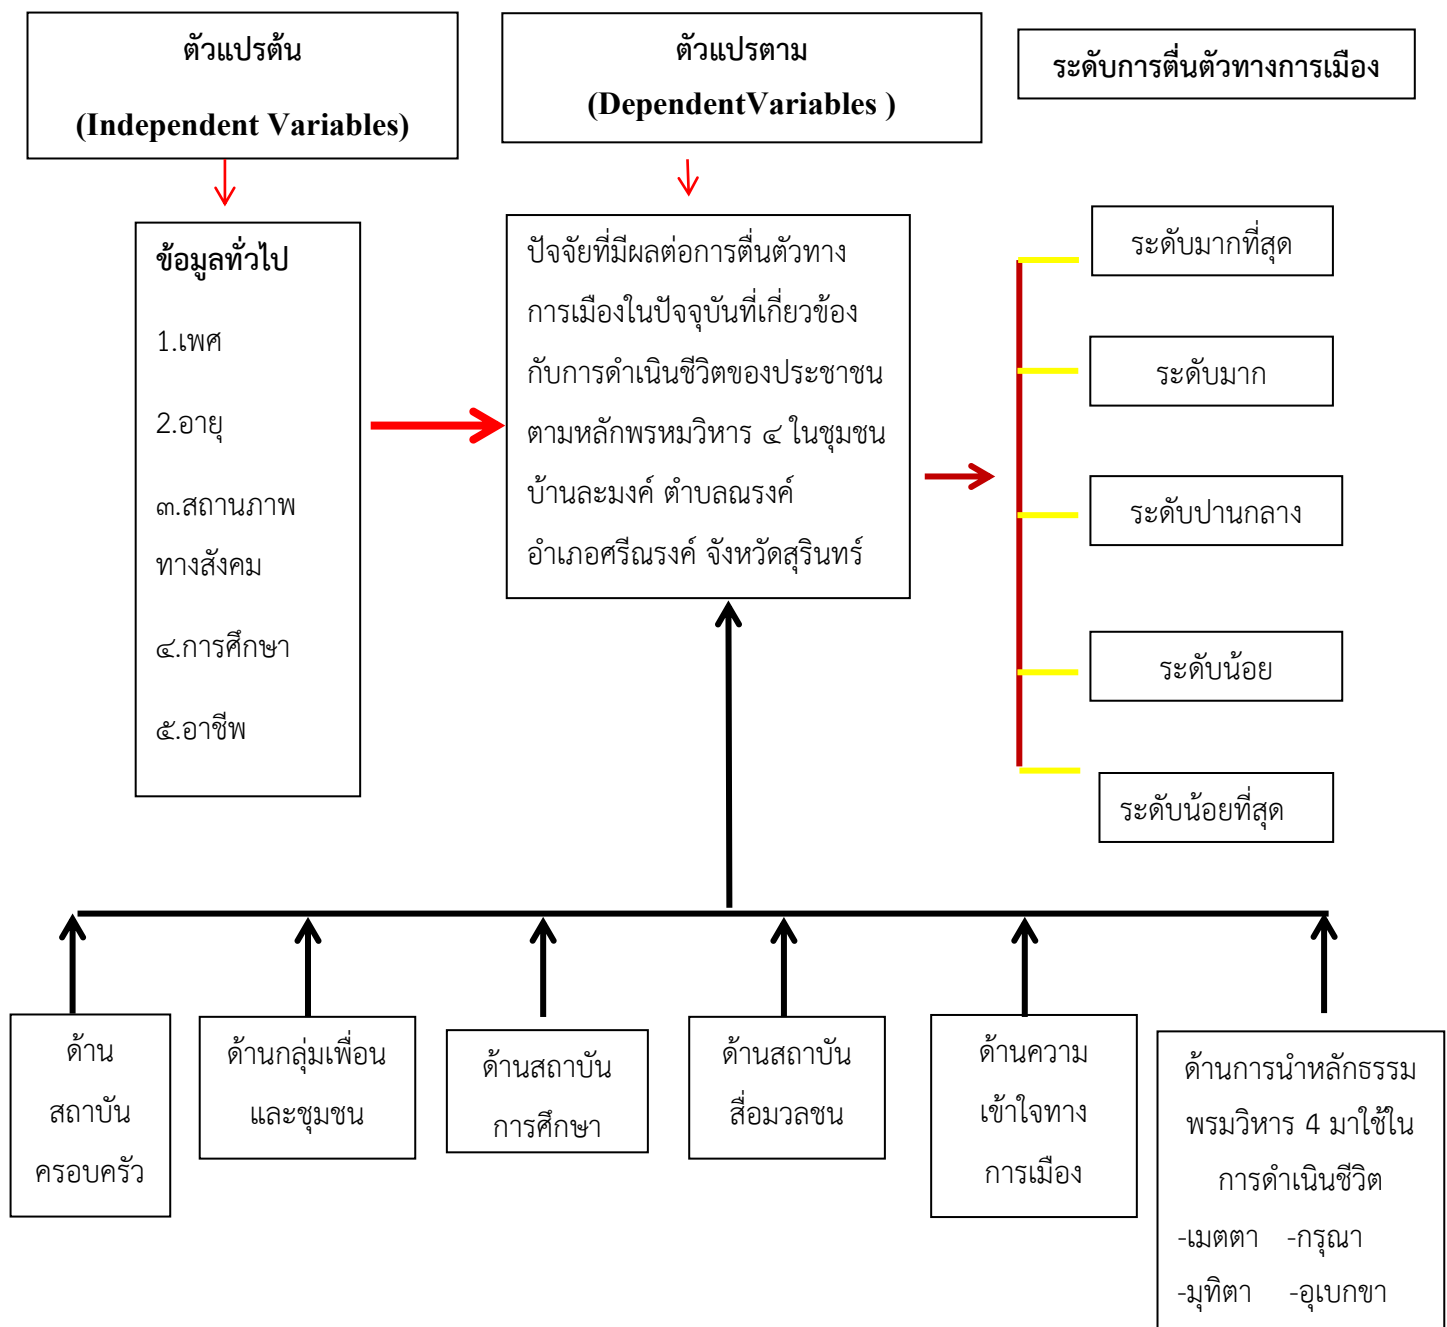 ตัวแปรต้น
(Independent Variables)
ตัวแปรตาม
(DependentVariables )
ระดับการตื่นตัวทางการเมือง
ข้อมูลทั่วไป
1.เพศ
2.อายุ
๓.สถานภาพ
ทางสังคม
๔.การศึกษา
๕.อาชีพ
ปัจจัยที่มีผลต่อการตื่นตัวทาง
การเมืองในปัจจุบันที่เกี่ยวข้อง
กับการดำเนินชีวิตของประชาชน
ตามหลักพรหมวิหาร ๔ ในชุมชน
บ้านละมงค์ ตำบลณรงค์
อำเภอศรีณรงค์ จังหวัดสุรินทร์
ระดับมากที่สุด
ระดับมาก
ระดับปานกลาง
ระดับน้อย
ระดับน้อยที่สุด
ด้าน
สถาบัน
ครอบครัว
ด้านกลุ่มเพื่อน
และชุมชน
ด้านสถาบัน
การศึกษา
ด้านสถาบัน
สื่อมวลชน
ด้านความ
เข้าใจทาง
การเมือง
ด้านการนำหลักธรรม
พรมวิหาร 4 มาใช้ใน
การดำเนินชีวิต
-เมตตา -กรุณา
-มุทิตา -อุเบกขา